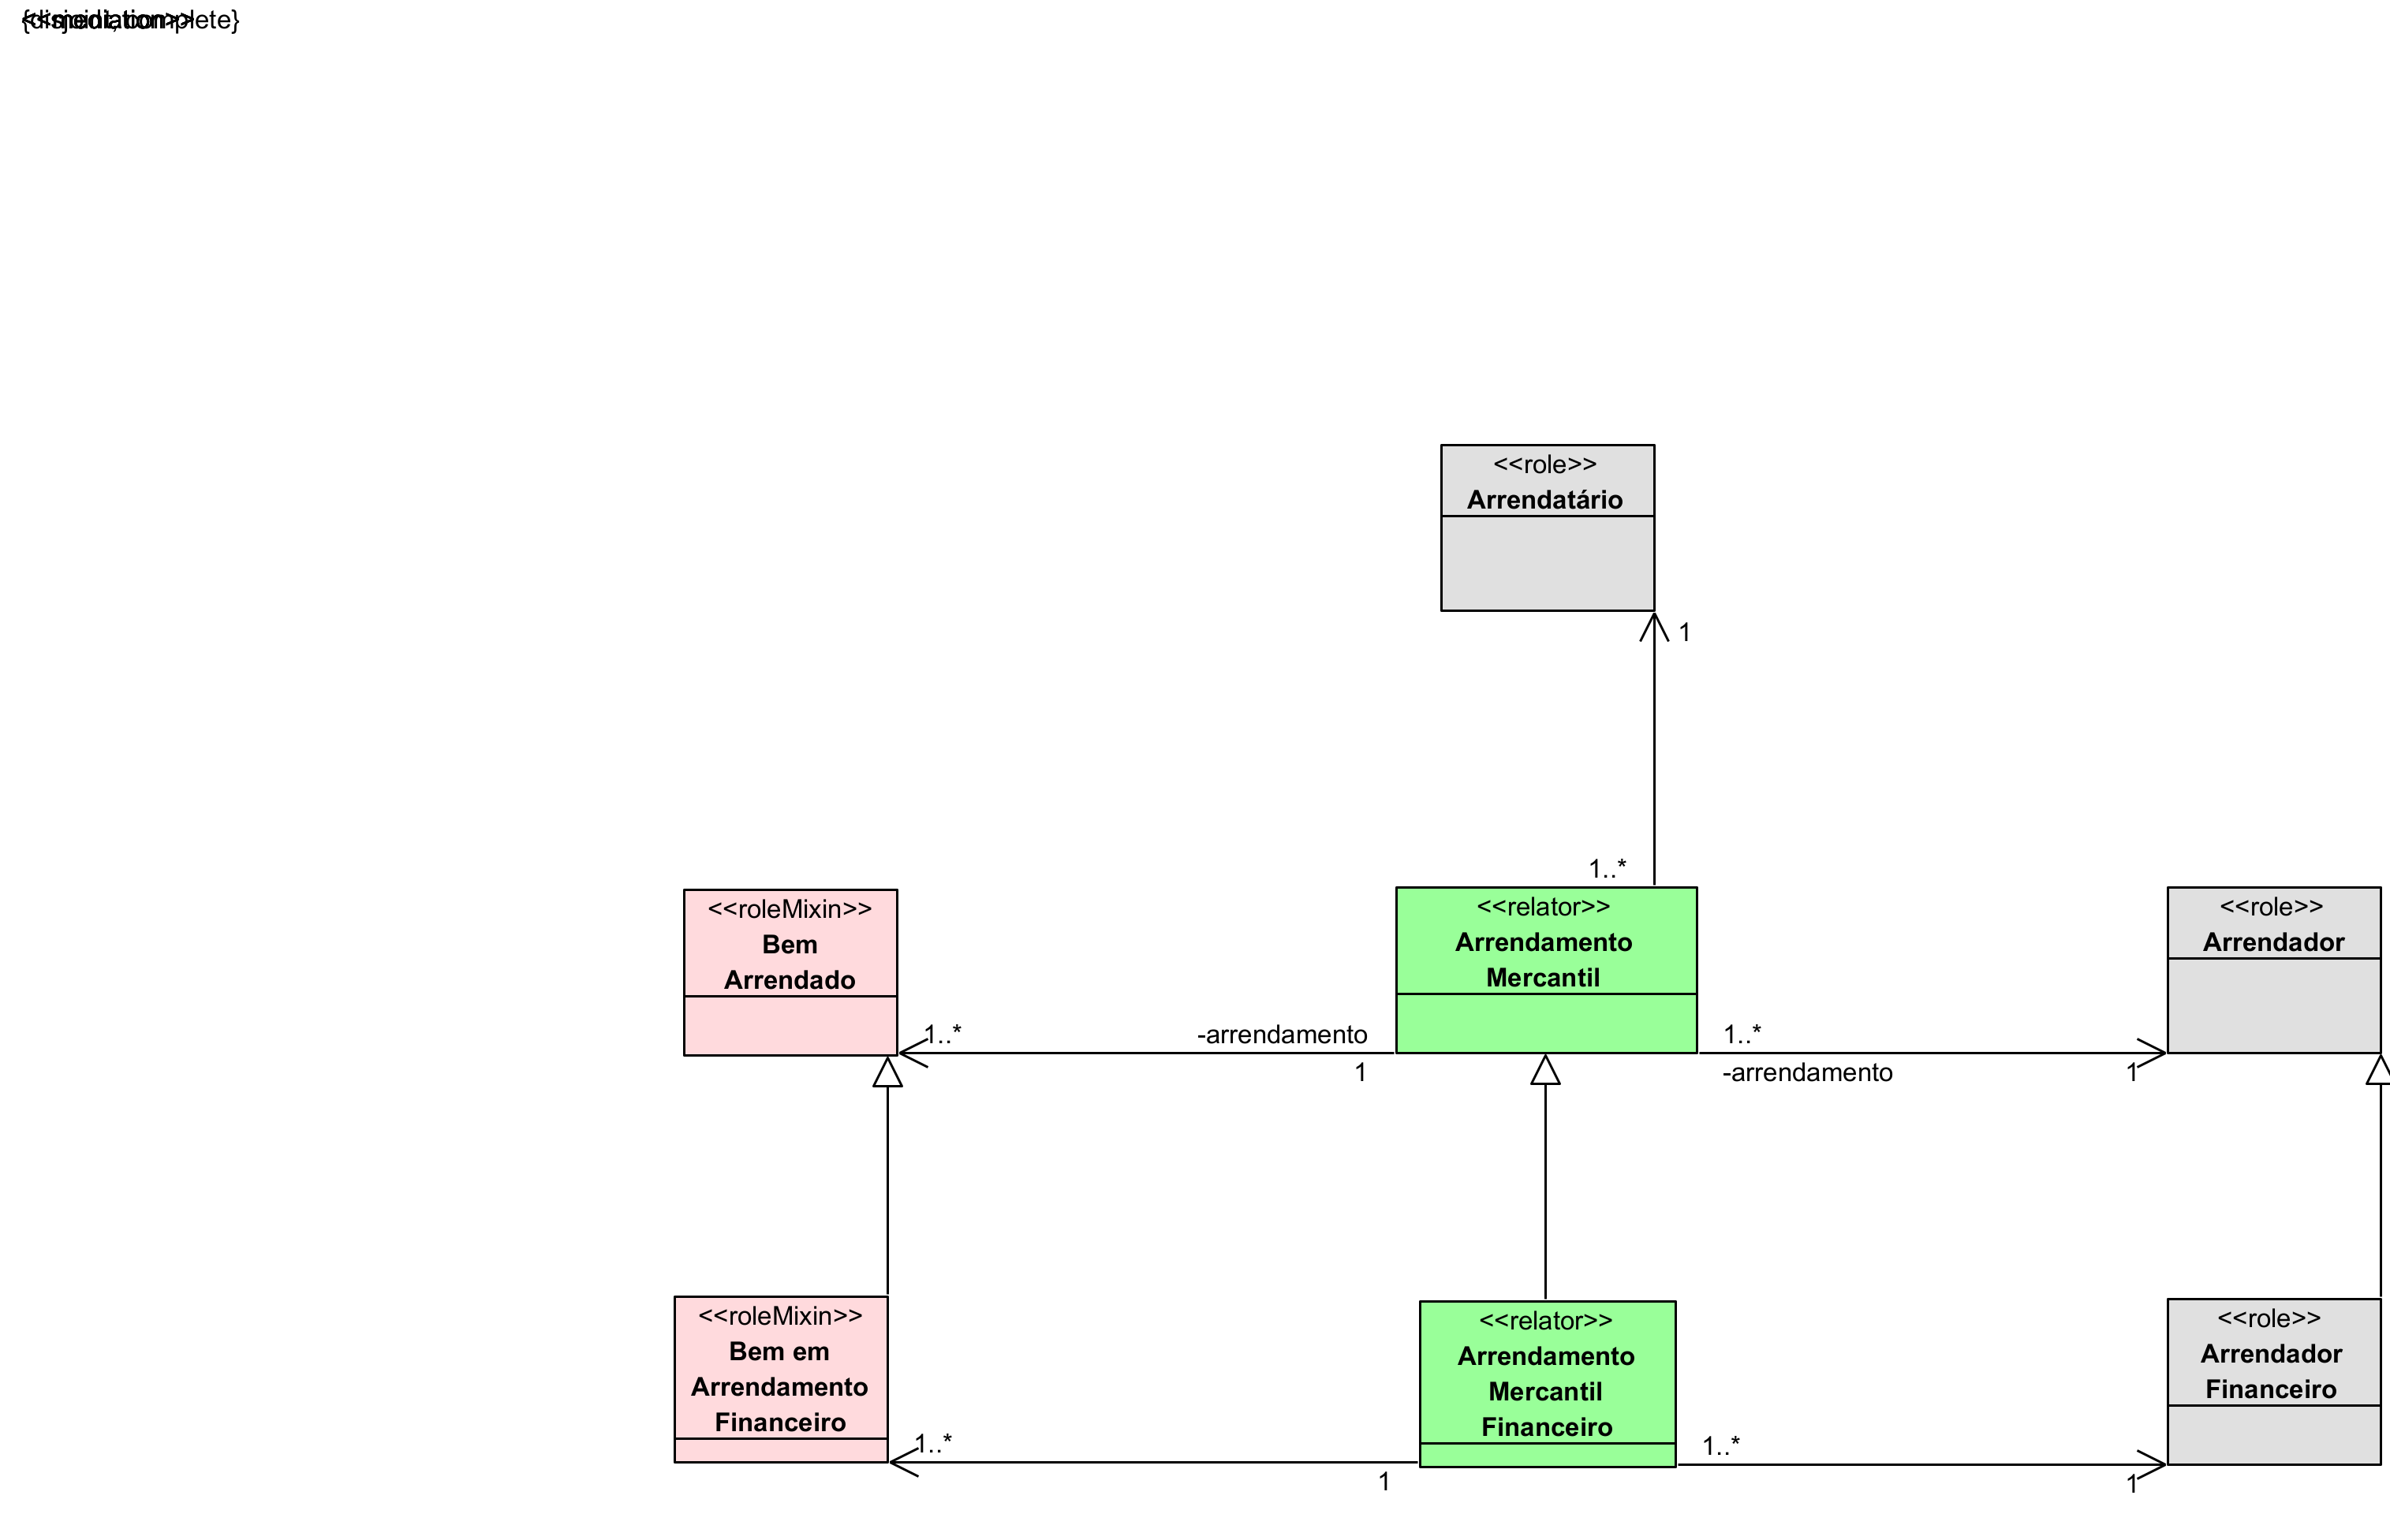 {disjoint, complete}
<<mediation>>
<<role>>
Arrendatário
1
1..*
<<roleMixin>>
Bem
Arrendado
<<relator>>
Arrendamento
Mercantil
<<role>>
Arrendador
1..*
-arrendamento
1
1..*
-arrendamento
1
<<roleMixin>>
Bem em
Arrendamento
Financeiro
<<relator>>
Arrendamento
Mercantil
Financeiro
<<role>>
Arrendador
Financeiro
1..*
1
1..*
1